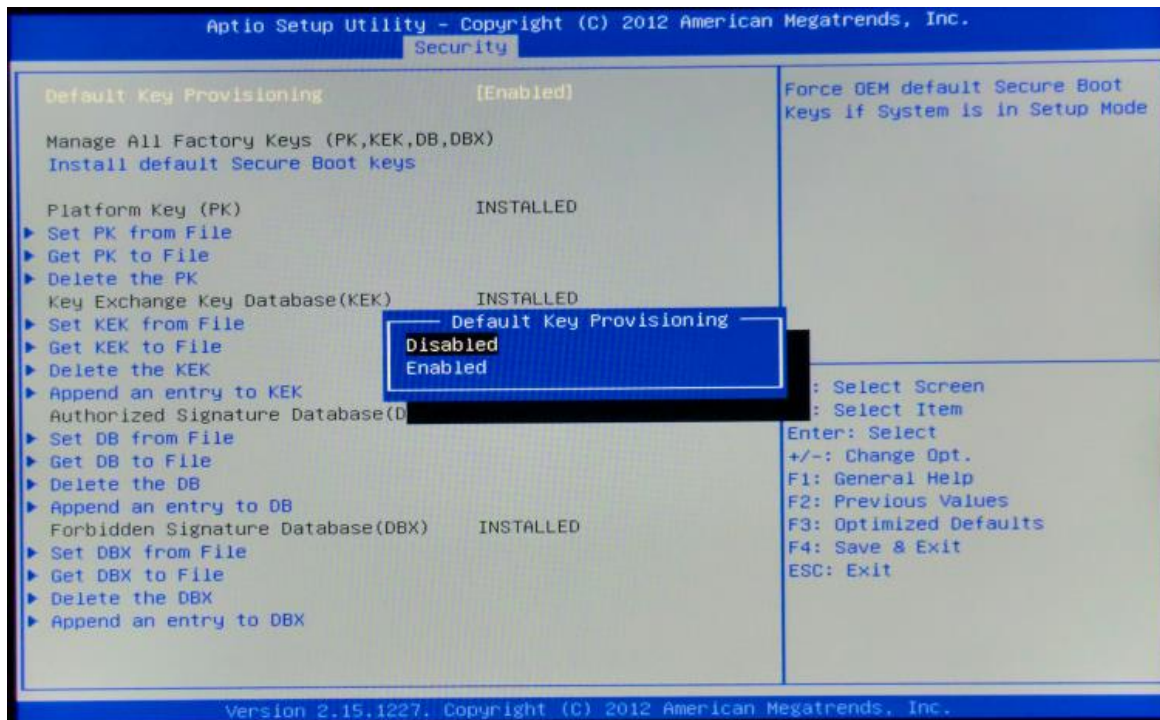 Aptio Setup Utility – Copyright (C) 2012 American Megatrends, Inc.
Security
Default Key Provisioning [Enabled]
Manage All Factory Keys (PK,KEK,DB,DBX)
Install default Secure Boot keys
Platform Key (PK) INSTALLED
Set PK from File
Get PK to File
Delete the PK
Key Exchange Key Database(KEK) INSTALLED
Set KEK from File
Get KEK to File
Delete the KEK
Append an entry to KEK
Authorized Signature Database(D
Set DB from File
Get DB to File
Delete the DB
Append an entry to DB
Forbidden Signature Database(DBX) INSTALLED
Set DBX from File
Get DBX to File
Delete the DBX
Append an entry to DBX
Default Key Provisioning
Disabled
Enabled
Force OEM default Secure Boot
Keys if System is in Setup Mode
: Select Screen
: Select Item
Enter: Select
+/-: Change Opt.
F1: General Help
F2: Previous Values
F3: Optimized Defaults
F4: Save & Exit
ESC: Exit
Version 2.15.1227. Copyright (C) 2012 American Megatrends, Inc.